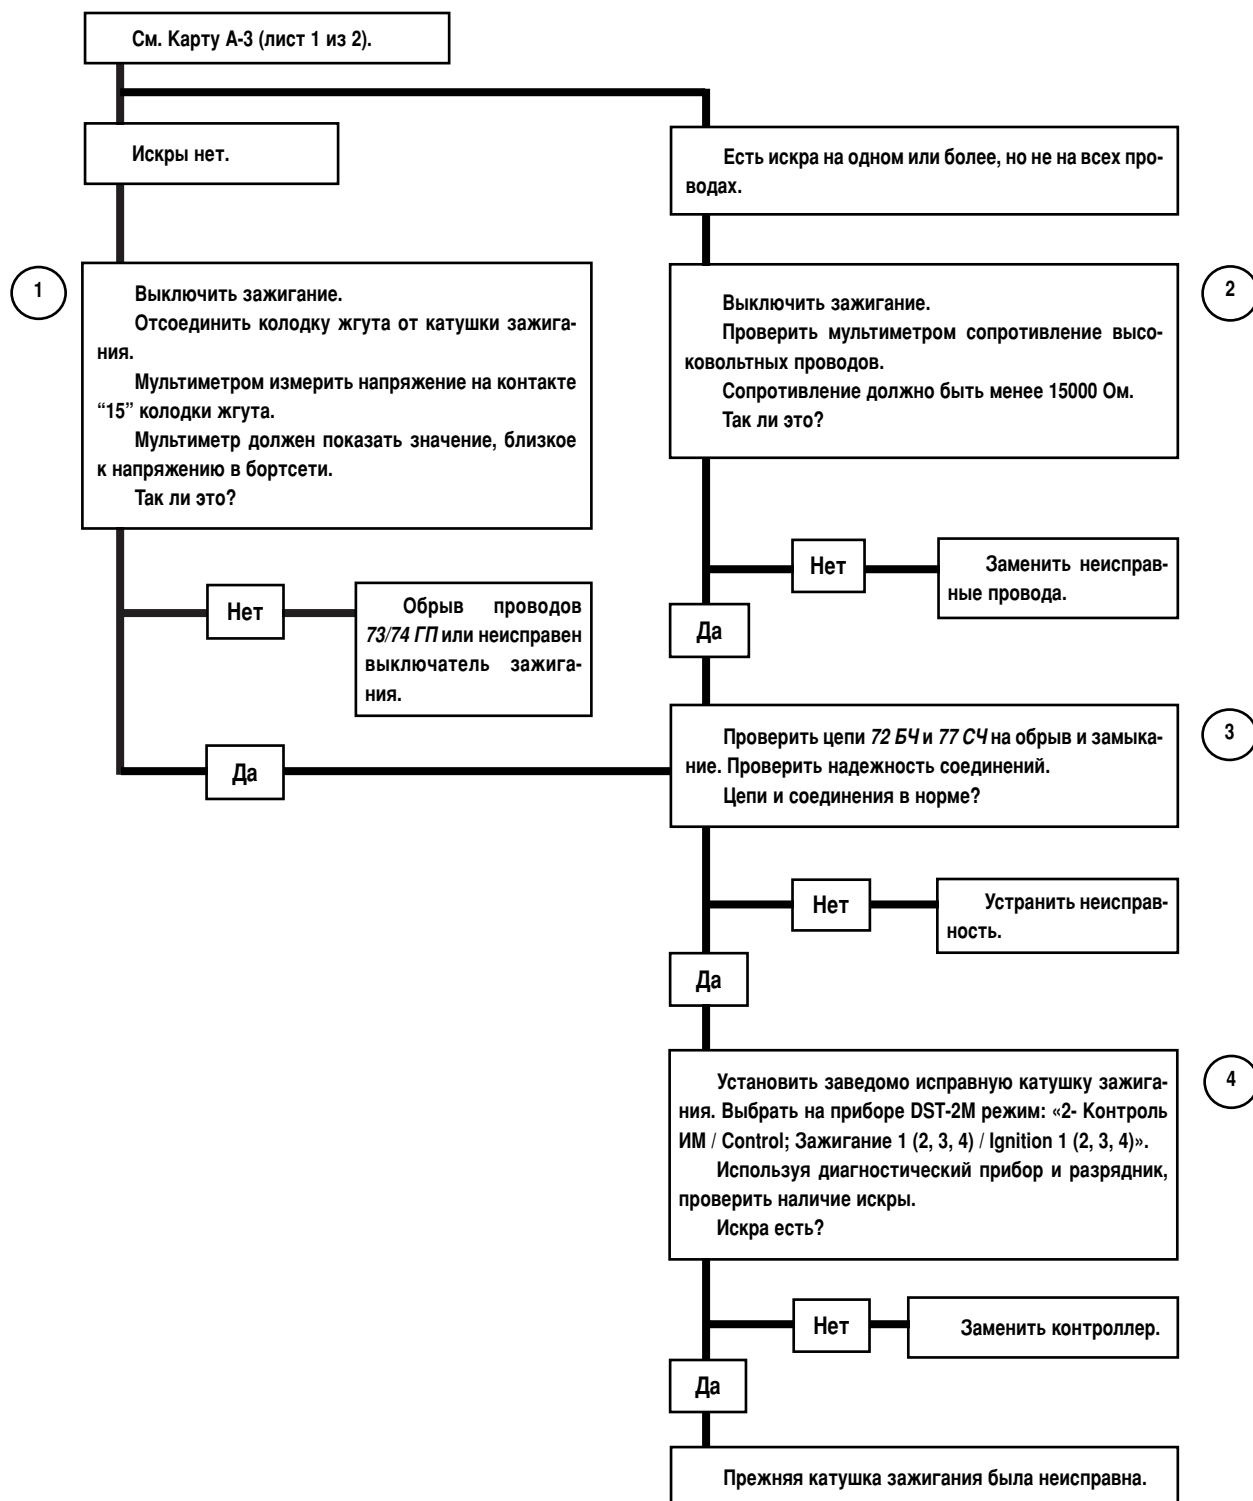 См. Карту А-3 (лист 1 из 2).
Искры нет.
Есть искра на одном или более, но не на всех про-
водах.
1
Выключить зажигание.
Отсоединить колодку жгута от катушки зажига-
ния.
Мультиметром измерить напряжение на контакте
“15” колодки жгута.
Мультиметр должен показать значение, близкое
к напряжению в бортсети.
Так ли это?
2
Выключить зажигание.
Проверить мультиметром сопротивление высо-
ковольтных проводов.
Сопротивление должно быть менее 15000 Ом.
Так ли это?
Нет
Заменить неисправ-
ные провода.
Нет
Обрыв проводов
73/74 ГП или неисправен
выключатель зажига-
ния.
Да
Да
3
Проверить цепи 72 БЧ и 77 СЧ на обрыв и замыка-
ние. Проверить надежность соединений.
Цепи и соединения в норме?
Нет
Устранить неисправ-
ность.
Да
4
Установить заведомо исправную катушку зажига-
ния. Выбрать на приборе DST-2M режим: «2- Контроль
ИМ / Control; Зажигание 1 (2, 3, 4) / Ignition 1 (2, 3, 4)».
Используя диагностический прибор и разрядник,
проверить наличие искры.
Искра есть?
Нет
Заменить контроллер.
Да
Прежняя катушка зажигания была неисправна.